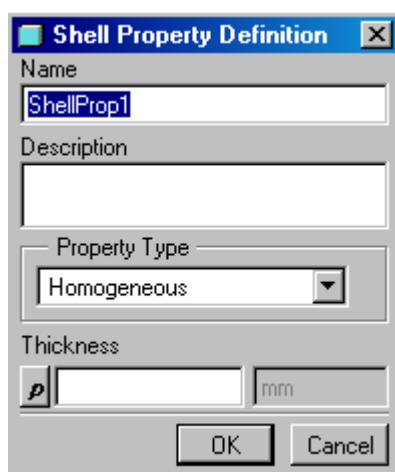 Shell Property Definition
Name
ShellProp1
Description
Property Type
Homogeneous
Thickness
p mm
OK Cancel